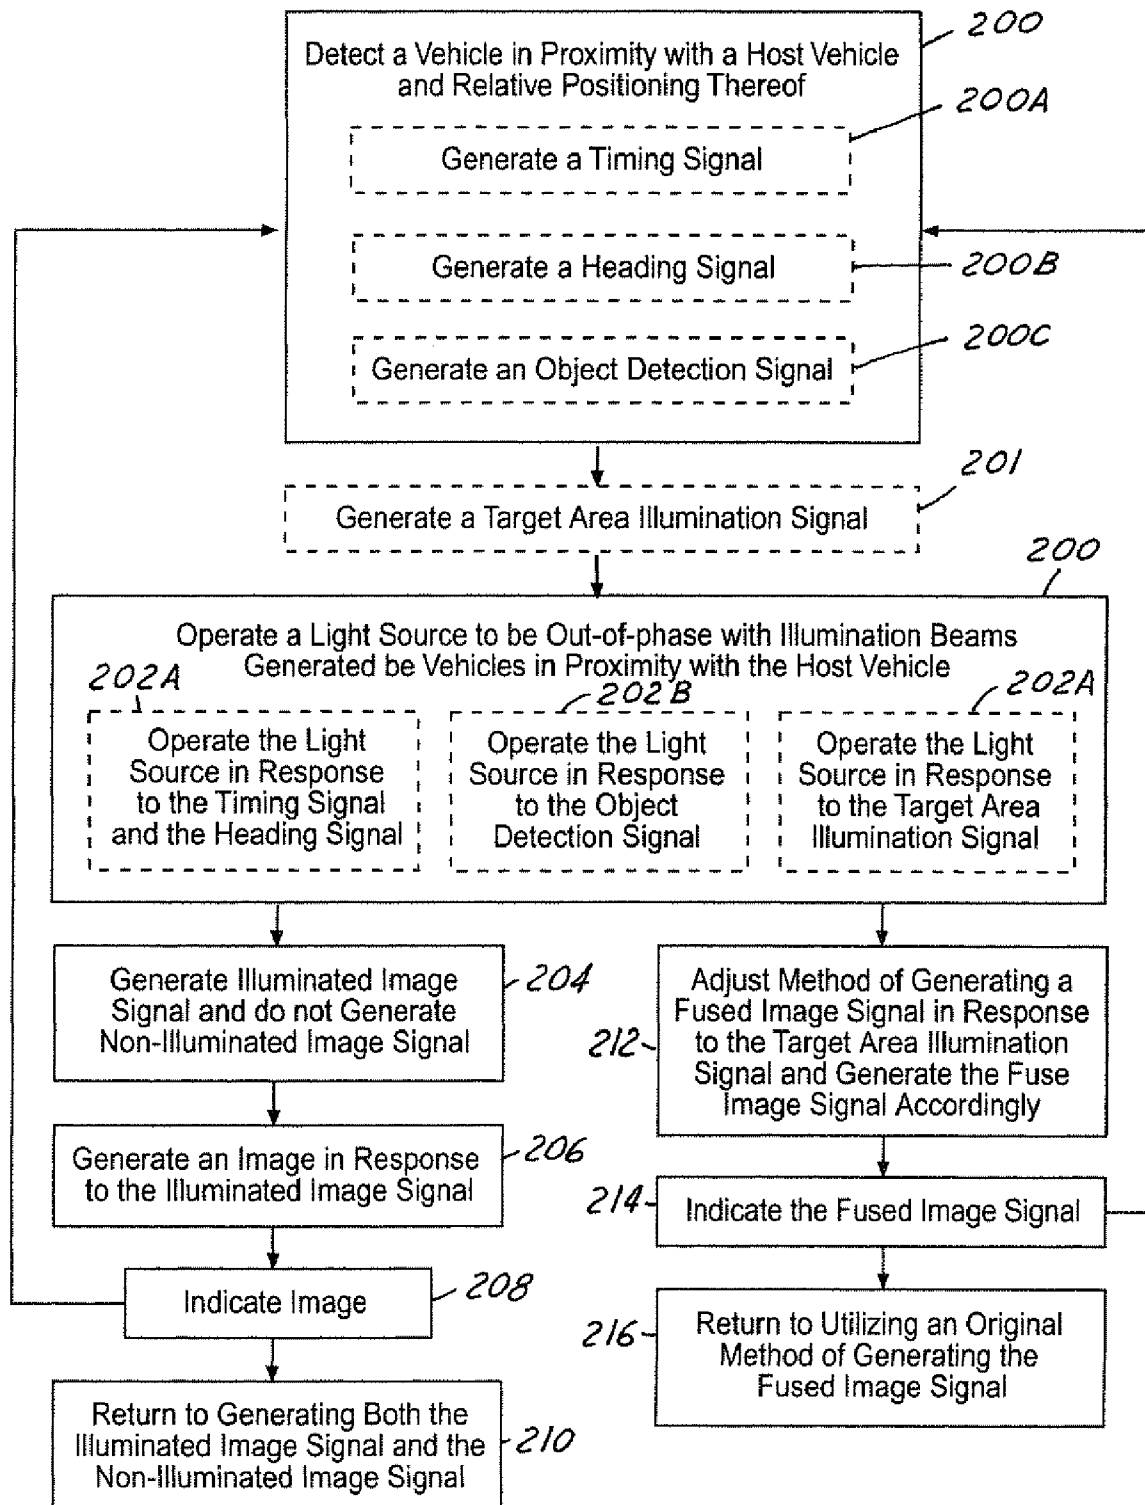 200
Detect a Vehicle in Proximity with a Host Vehicle
and Relative Positioning Thereof
200A
Generate a Timing Signal
Generate a Heading Signal
200B
200C
Generate an Object Detection Signal
201
Generate a Target Area Illumination Signal
200
Operate a Light Source to be Out-of-phase with Illumination Beams
Generated be Vehicles in Proximity with the Host Vehicle
202A
Operate the Light
Source in Response
to the Timing Signal
and the Heading Signal
202B
Operate the Light
Source in Response
to the Object
Detection Signal
202A
Operate the Light
Source in Response
to the Target Area
Illumination Signal
Generate Illuminated Image
Signal and do not Generate
Non-Illuminated Image Signal
204
Generate an Image in Response
to the Illuminated Image Signal
206
Indicate Image
208
Return to Generating Both the
Illuminated Image Signal and the
Non-Illuminated Image Signal
210
212
Adjust Method of Generating a
Fused Image Signal in Response
to the Target Area Illumination
Signal and Generate the Fuse
Image Signal Accordingly
214
Indicate the Fused Image Signal
216
Return to Utilizing an Original
Method of Generating the
Fused Image Signal